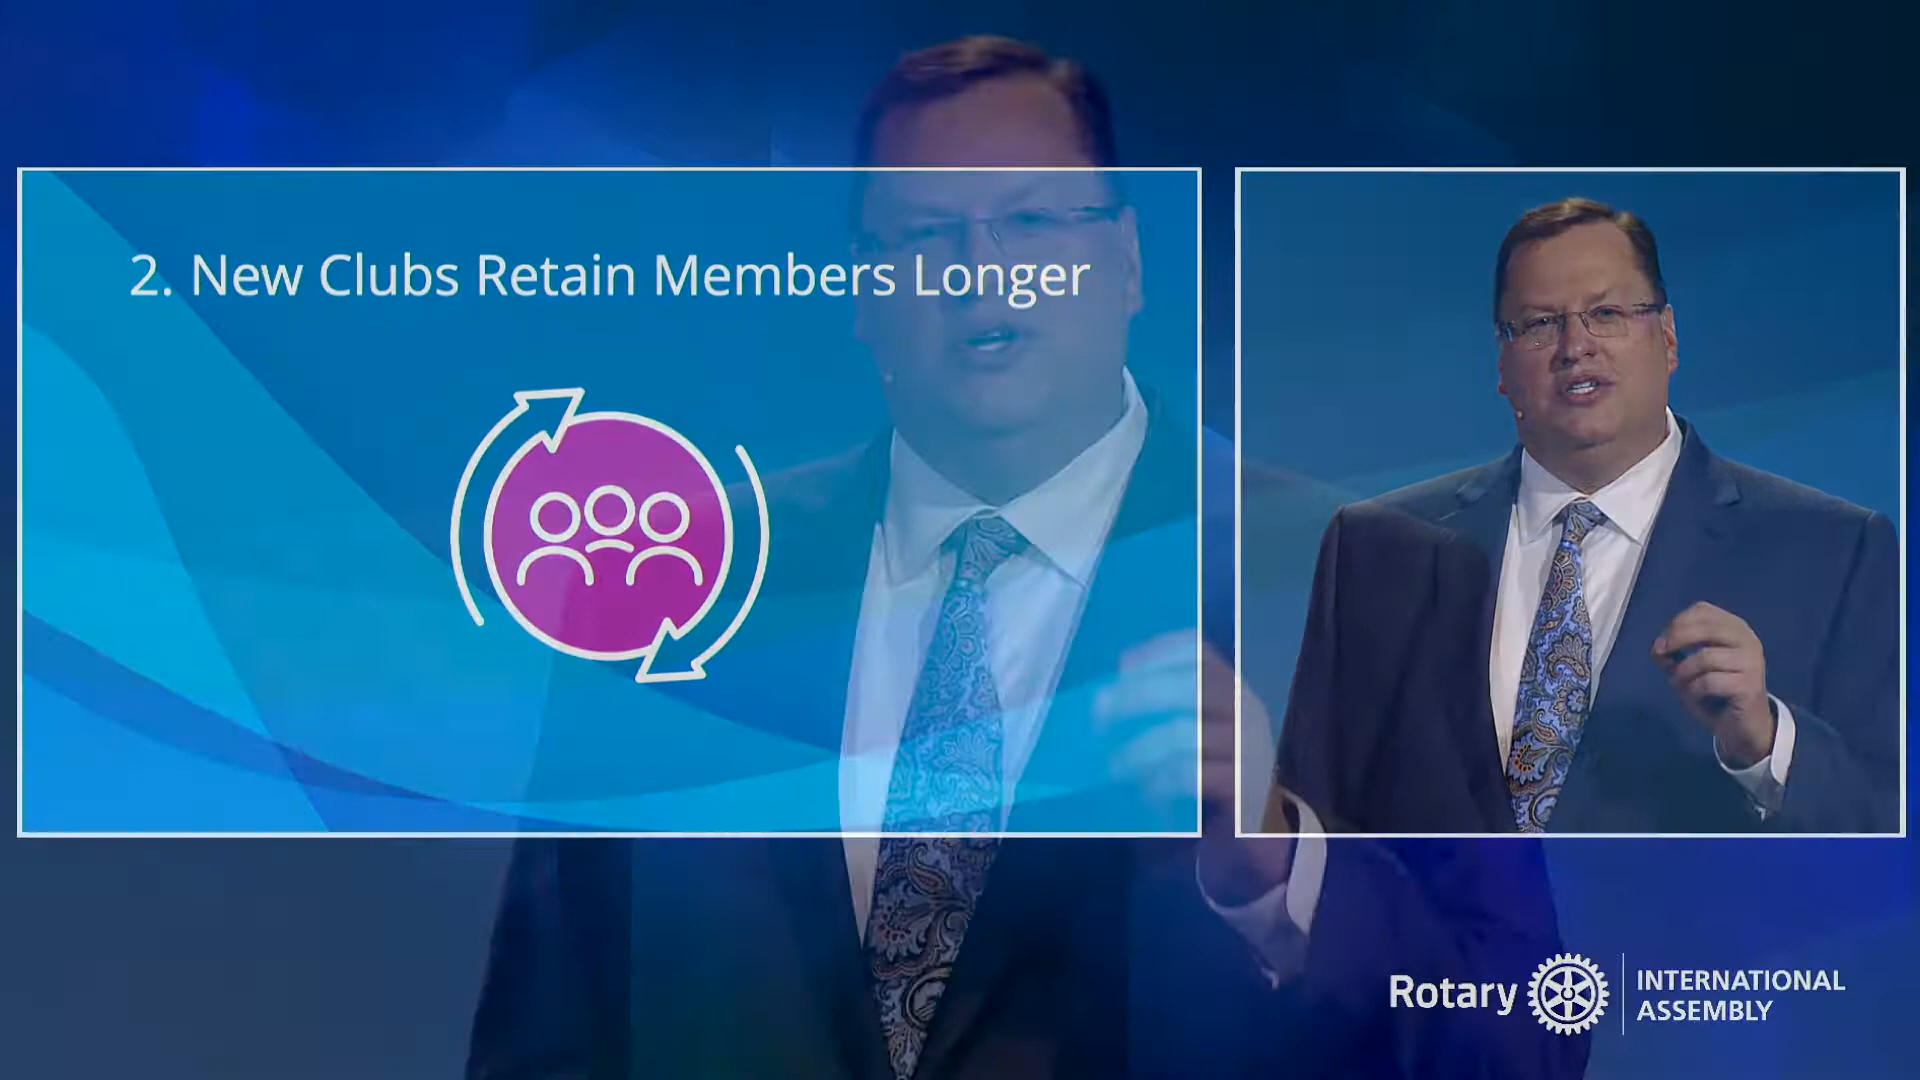 2. New Clubs Retain Members Longer
Rotary
INTERNATIONAL
ASSEMBLY